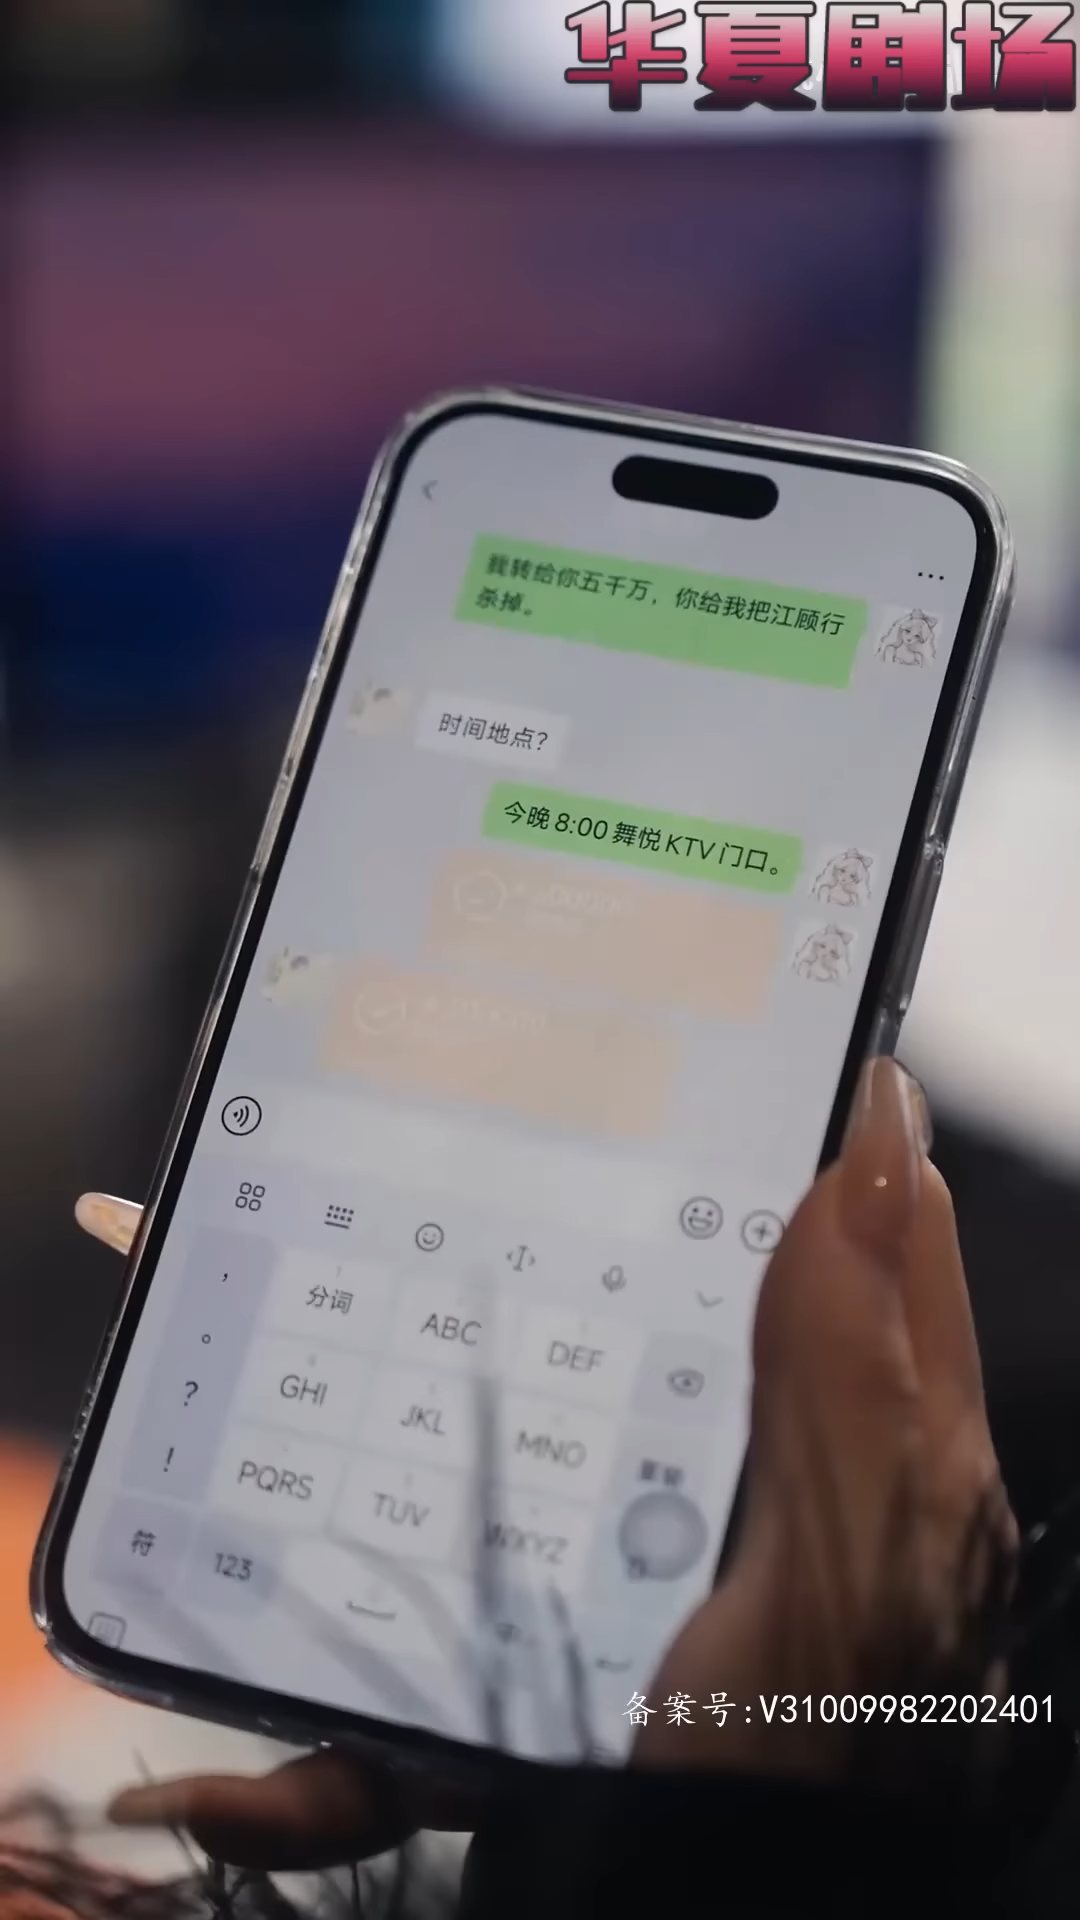 华夏剧场
我转给你五千万，你给我把江顾行
杀掉。
时间地点？
今晚 8:00 舞悦 KTV 门口。
，
。
?
!
分词
ABC
DEF
GHI
JKL
MNO
PQRS
TUV
WXYZ
符
123
备案号:V31009982202401